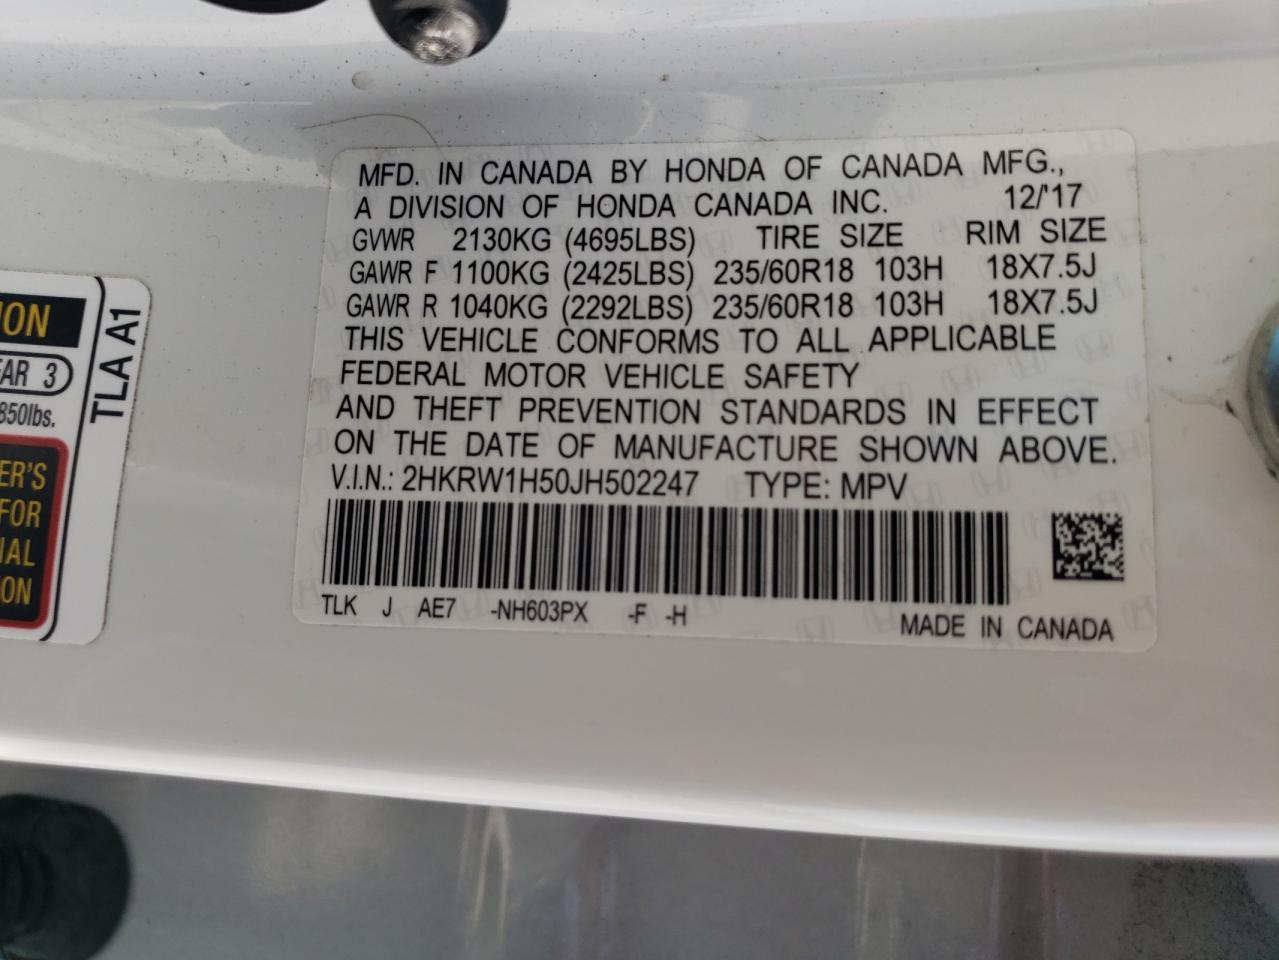 MFD. IN CANADA BY HONDA OF CANADA MFG.,
A DIVISION OF HONDA CANADA INC. 12/'17
GVWR 2130KG (4695LBS) TIRE SIZE RIM SIZE
GAWR F 1100KG (2425LBS) 235/60R18 103H 18X7.5J
GAWR R 1040KG (2292LBS) 235/60R18 103H 18X7.5J
THIS VEHICLE CONFORMS TO ALL APPLICABLE
FEDERAL MOTOR VEHICLE SAFETY
AND THEFT PREVENTION STANDARDS IN EFFECT
ON THE DATE OF MANUFACTURE SHOWN ABOVE.
V.I.N.: 2HKRW1H50JH502247 TYPE: MPV
TLK J AE7 -NH603PX -F -H
MADE IN CANADA
ION
EAR 3
850lbs.
ER'S
FOR
IAL
ION
TLA A1